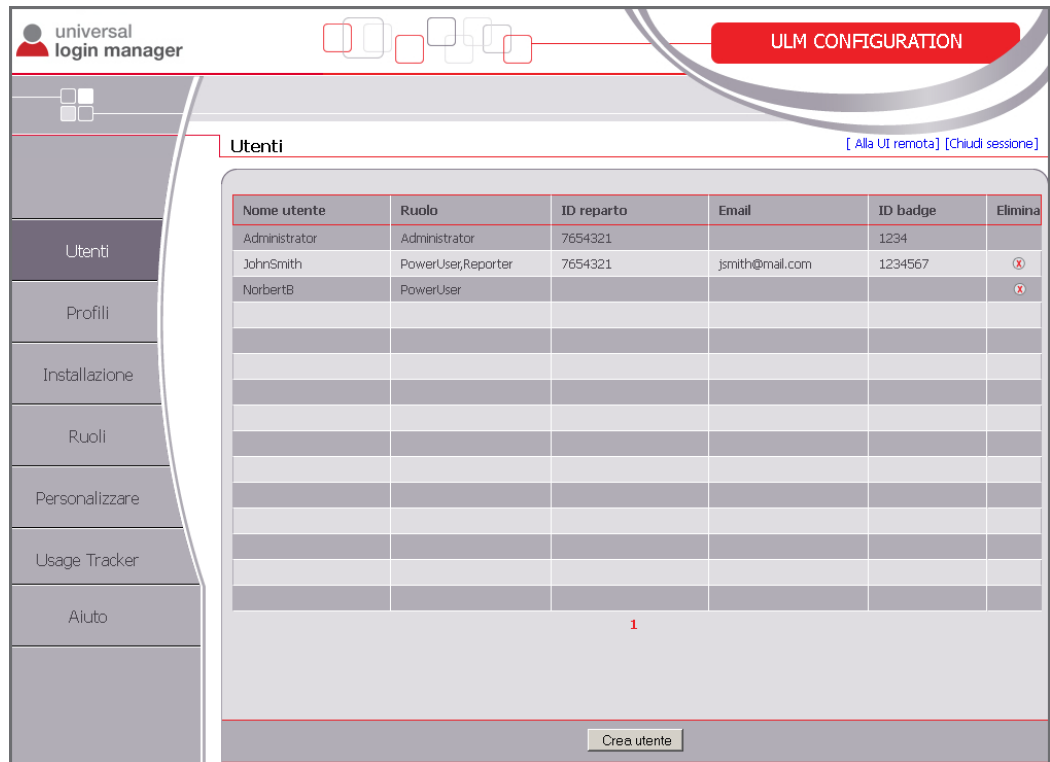 universal
login manager
ULM CONFIGURATION
Utenti
[ Alla UI remota] [Chiudi sessione]
Nome utente Ruolo ID reparto Email ID badge Elimina
Administrator Administrator 7654321 1234
JohnSmith PowerUser,Reporter 7654321 jsmith@mail.com 1234567 X
NorbertB PowerUser X
Utenti
Profili
Installazione
Ruoli
Personalizzare
Usage Tracker
Aiuto
1
Crea utente